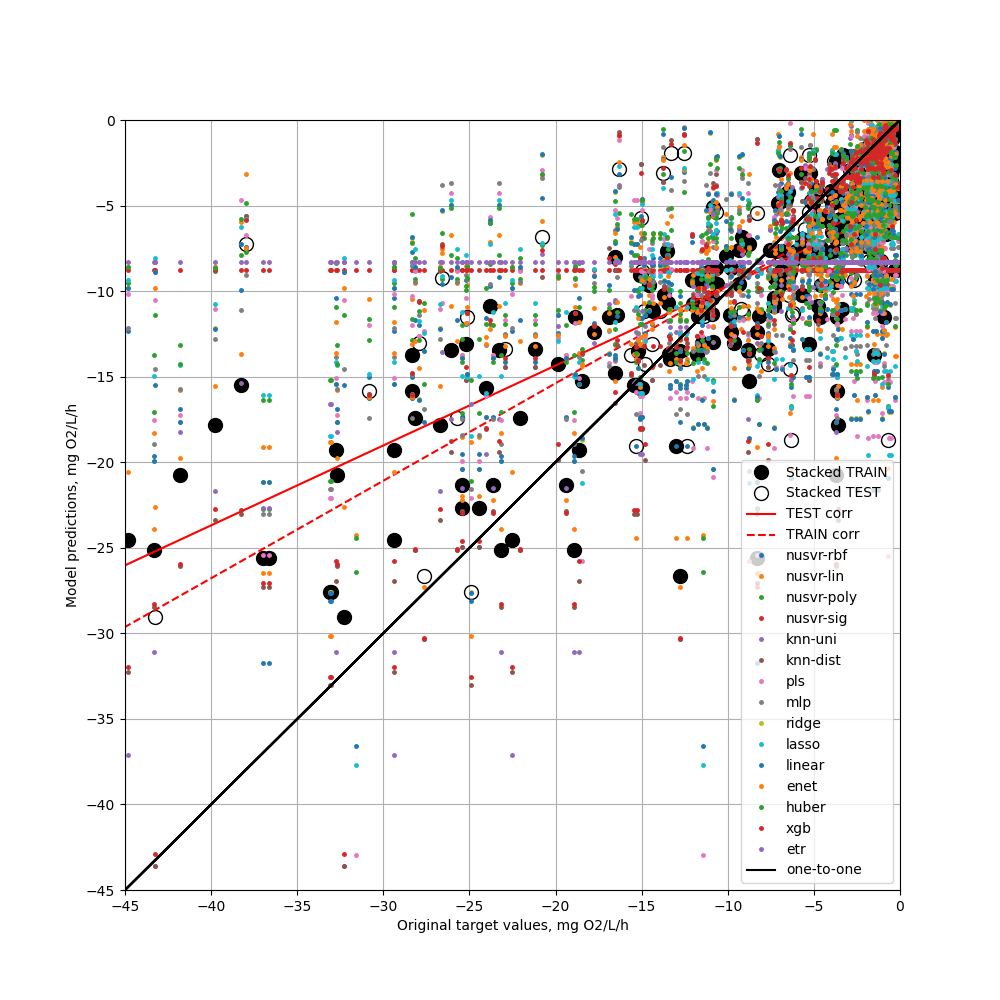 0
−5
−10
−15
−20
−25
−30
−35
−40
−45
Model predictions, mg O2/L/h
−45 −40 −35 −30 −25 −20 −15 −10 −5 0
Original target values, mg O2/L/h
Stacked TRAIN
Stacked TEST
TEST corr
TRAIN corr
nusvr-rbf
nusvr-lin
nusvr-poly
nusvr-sig
knn-uni
knn-dist
pls
mlp
ridge
lasso
linear
enet
huber
xgb
etr
one-to-one